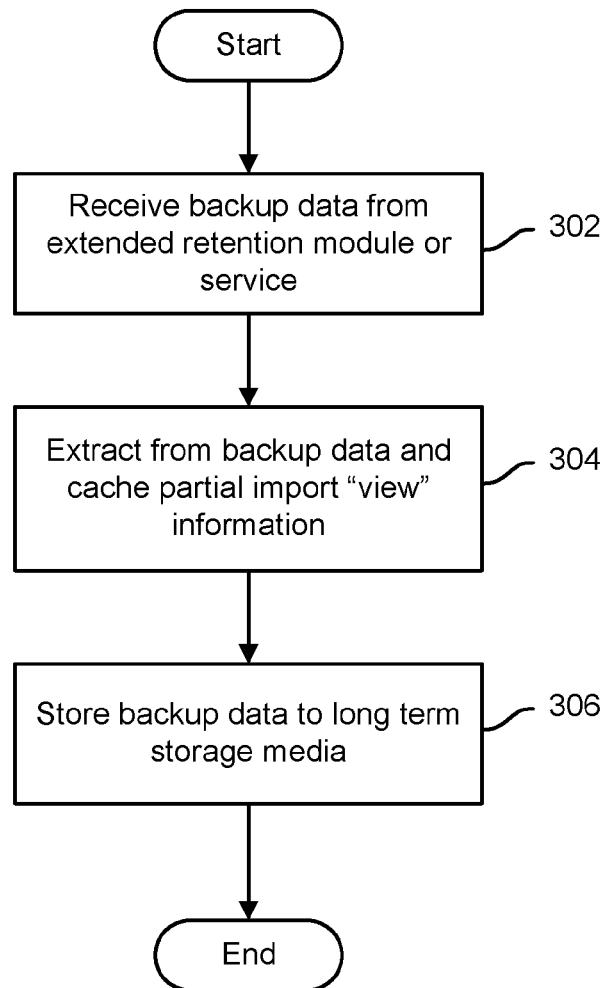 Start
Receive backup data from
extended retention module or
service
302
Extract from backup data and
cache partial import “view”
information
304
Store backup data to long term
storage media
306
End